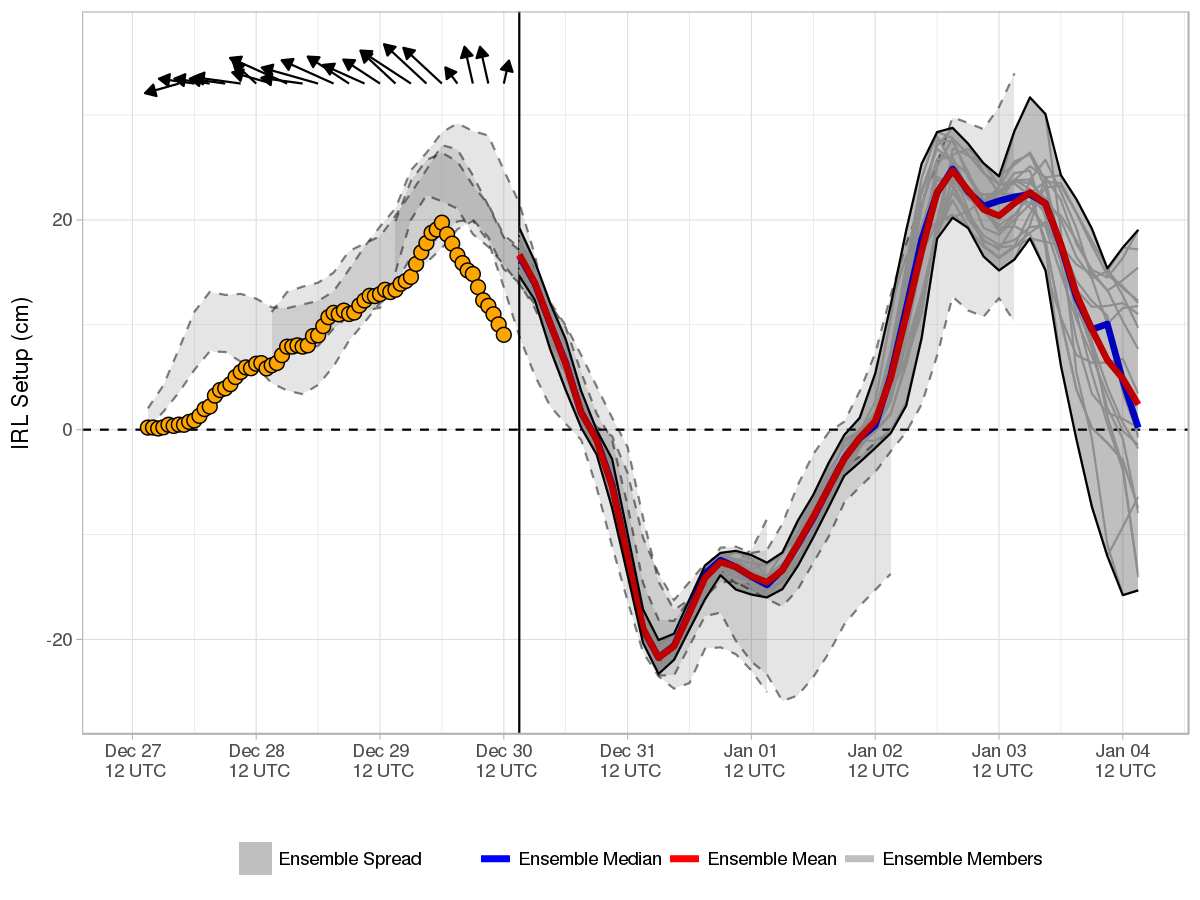 IRL Setup (cm)
20
0
-20
Dec 27
12 UTC
Dec 28
12 UTC
Dec 29
12 UTC
Dec 30
12 UTC
Dec 31
12 UTC
Jan 01
12 UTC
Jan 02
12 UTC
Jan 03
12 UTC
Jan 04
12 UTC
Ensemble Spread
Ensemble Median
Ensemble Mean
Ensemble Members